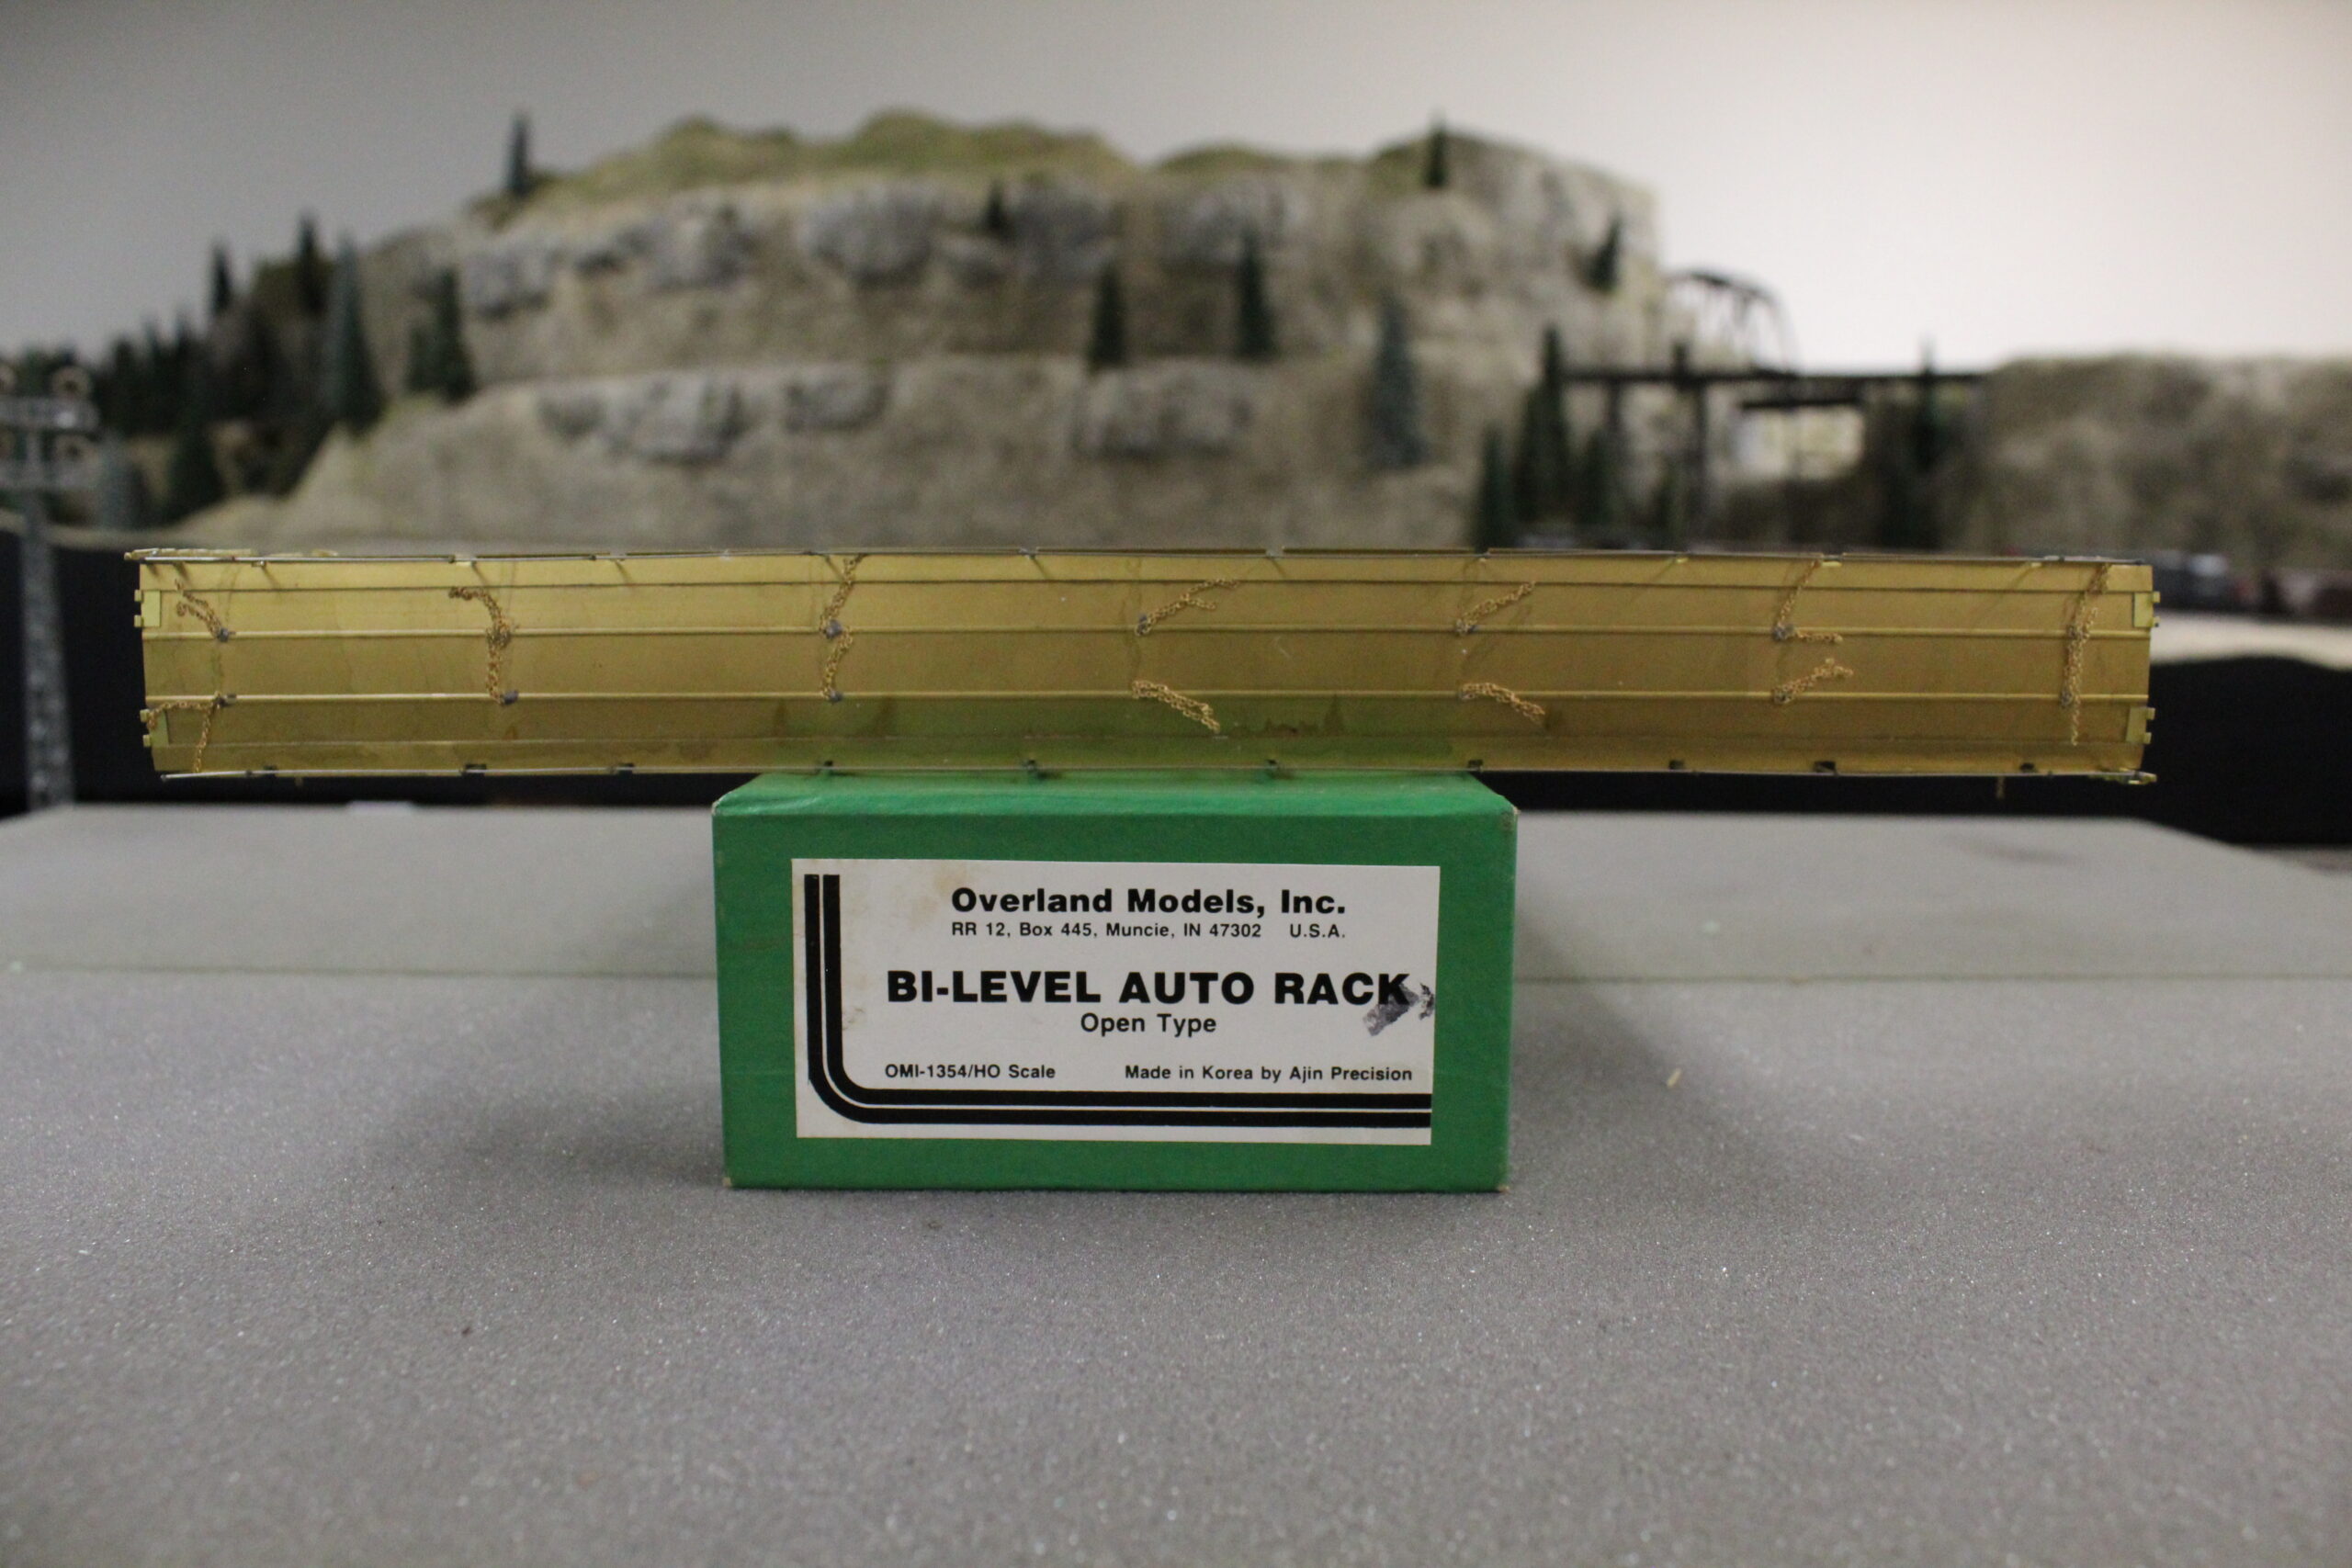 Overland Models, Inc.
RR 12, Box 445, Muncie, IN 47302 U.S.A.
BI-LEVEL AUTO RACK
Open Type
OMI-1354/HO Scale Made in Korea by Ajin Precision